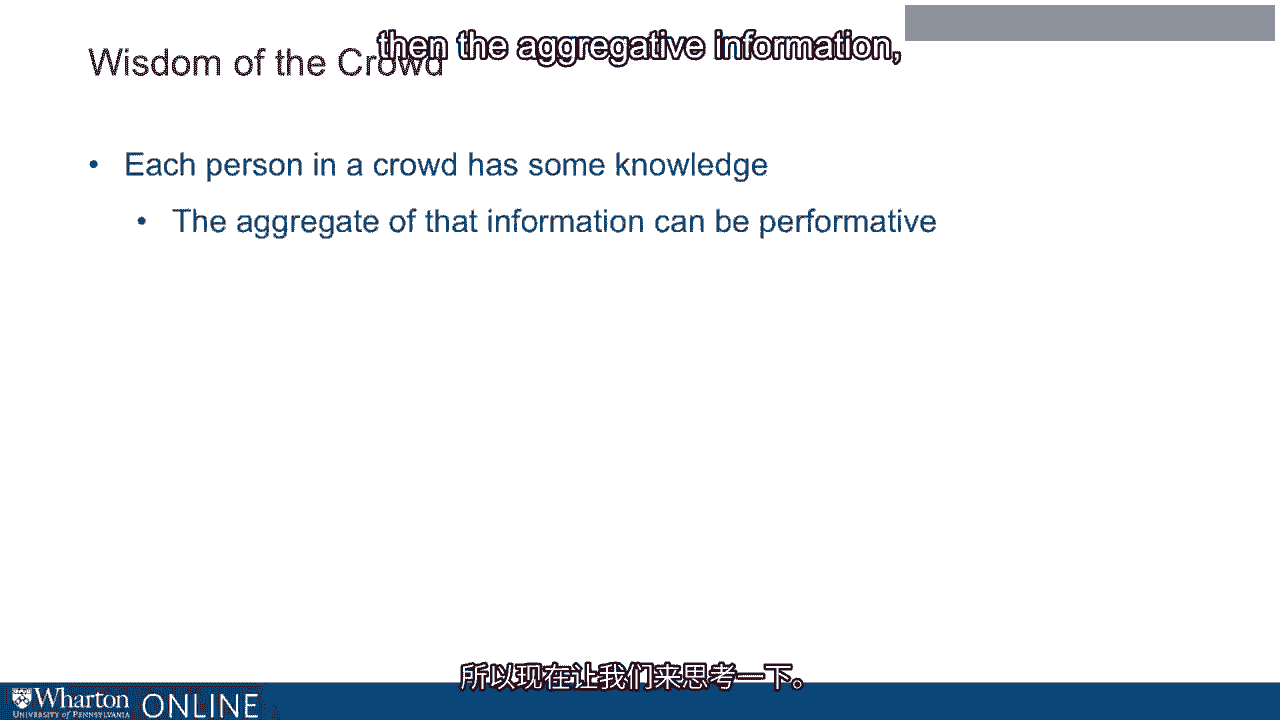 then the aggregative information,
Wisdom of the Crowd
• Each person in a crowd has some knowledge
• The aggregate of that information can be performative
所以现在让我们来思考一下。
Wharton ONLINE
UNIVERSITY of PENNSYLVANIA